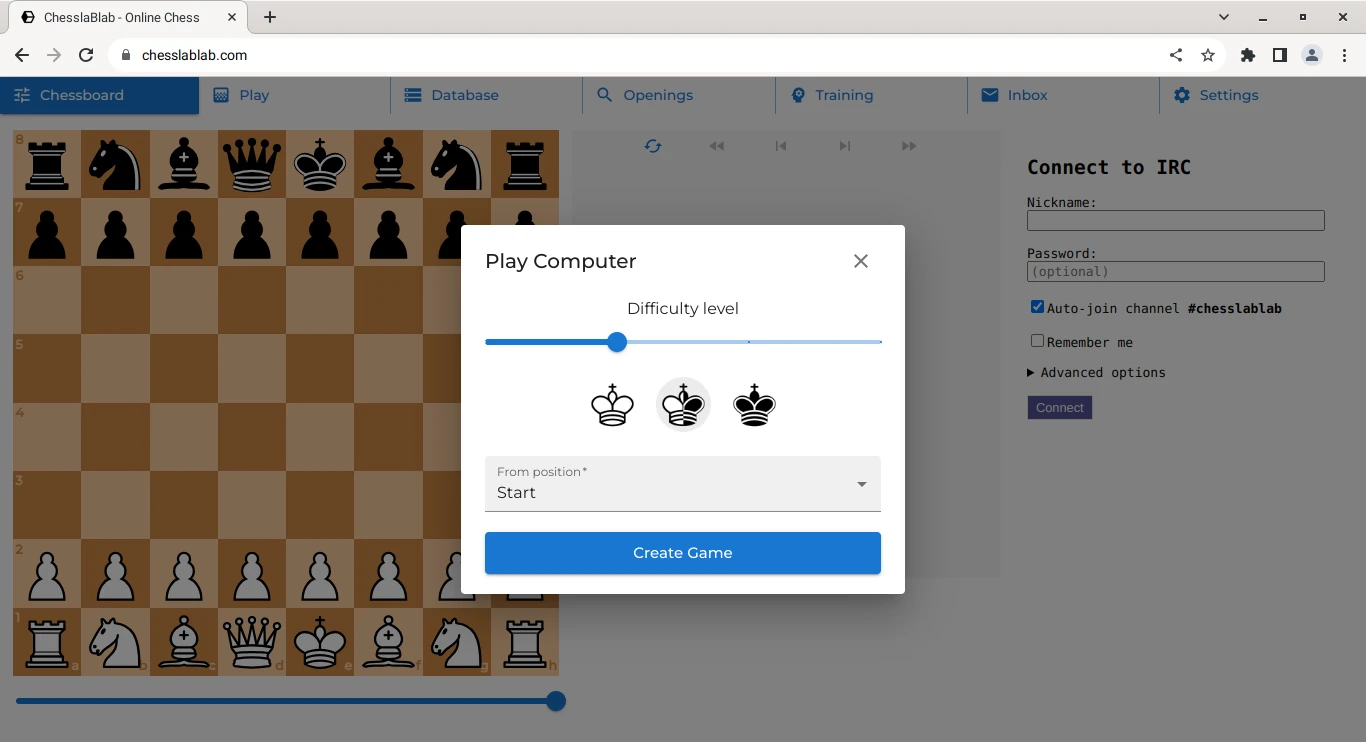 ChesslaBlab - Online Chess
chesslablab.com
Chessboard
Play
Database
Openings
Training
Inbox
Settings
8
7
6
5
4
3
2
1
a
b
c
d
e
f
g
h
Play Computer
Difficulty level
From position*
Start
Create Game
Connect to IRC
Nickname:
Password:
(optional)
Auto-join channel #chesslablab
Remember me
Advanced options
Connect